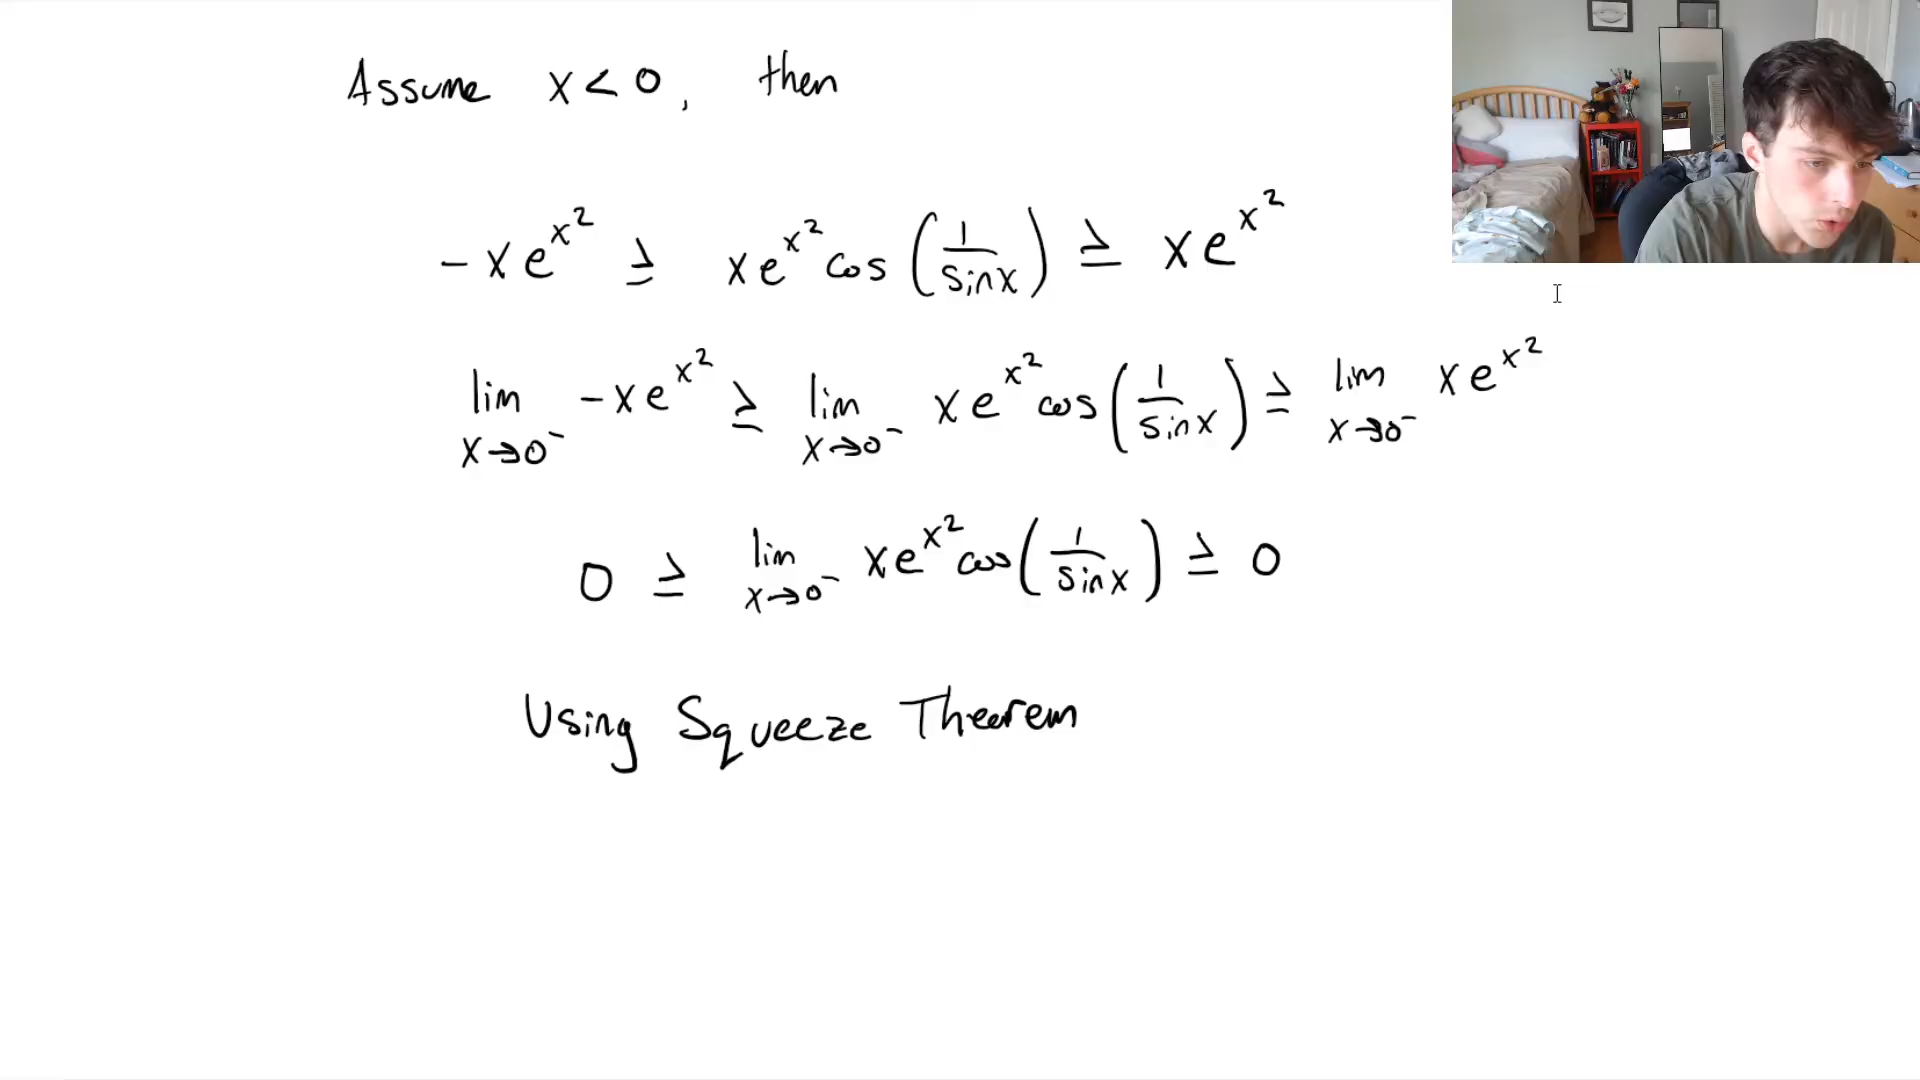 Assume x < 0, then
-xe^{x^2} ≥ xe^{x^2} cos(1/sinx) ≥ xe^{x^2}
lim_{x→0^-} -xe^{x^2} ≥ lim_{x→0^-} xe^{x^2} cos(1/sinx) ≥ lim_{x→0^-} xe^{x^2}
0 ≥ lim_{x→0^-} xe^{x^2} cos(1/sinx) ≥ 0
Using Squeeze Theorem